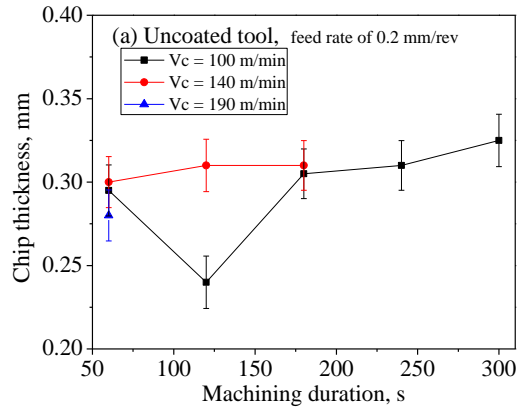 (a) Uncoated tool, feed rate of 0.2 mm/rev
Vc = 100 m/min
Vc = 140 m/min
Vc = 190 m/min
Chip thickness, mm
0.40
0.35
0.30
0.25
0.20
50 100 150 200 250 300
Machining duration, s